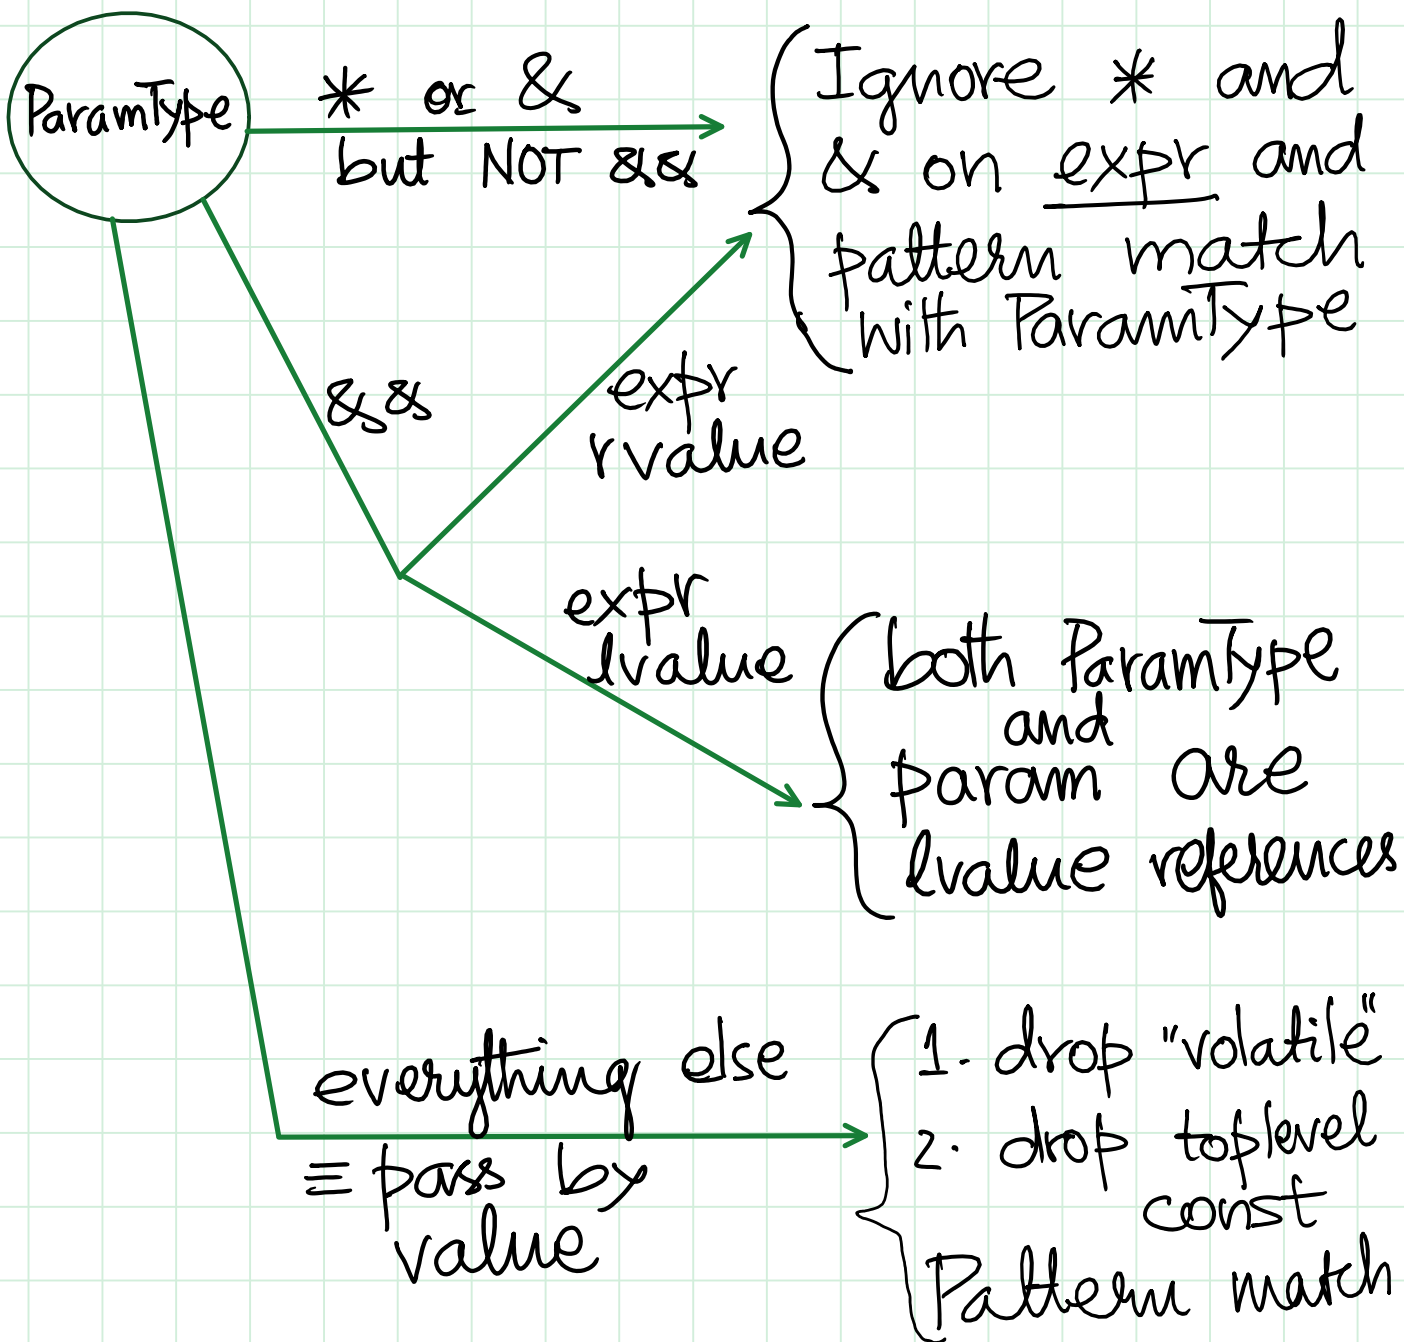 ParamType
* or &
but NOT &&
Ignore * and
& on expr and
pattern match
with ParamType
&&
expr
rvalue
expr
lvalue
both ParamType
and
param are
lvalue references
everything else
≡ pass by
value
1. drop "volatile"
2. drop toplevel
const
Pattern match